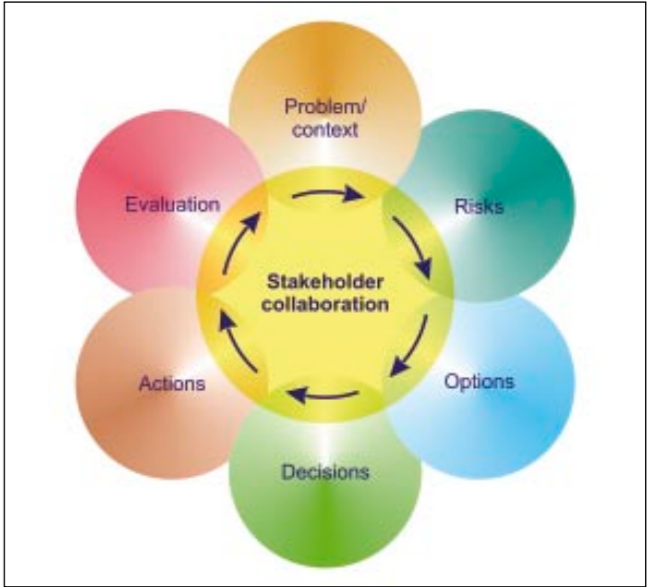 Problem/
context
Risks
Options
Decisions
Actions
Evaluation
Stakeholder
collaboration